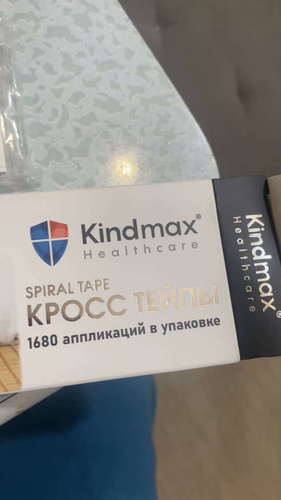 Kindmax®
Healthcare
SPIRAL TAPE
КРОСС ТЕЙПЫ
1680 аппликаций в упаковке
Kindmax®
Healthcare